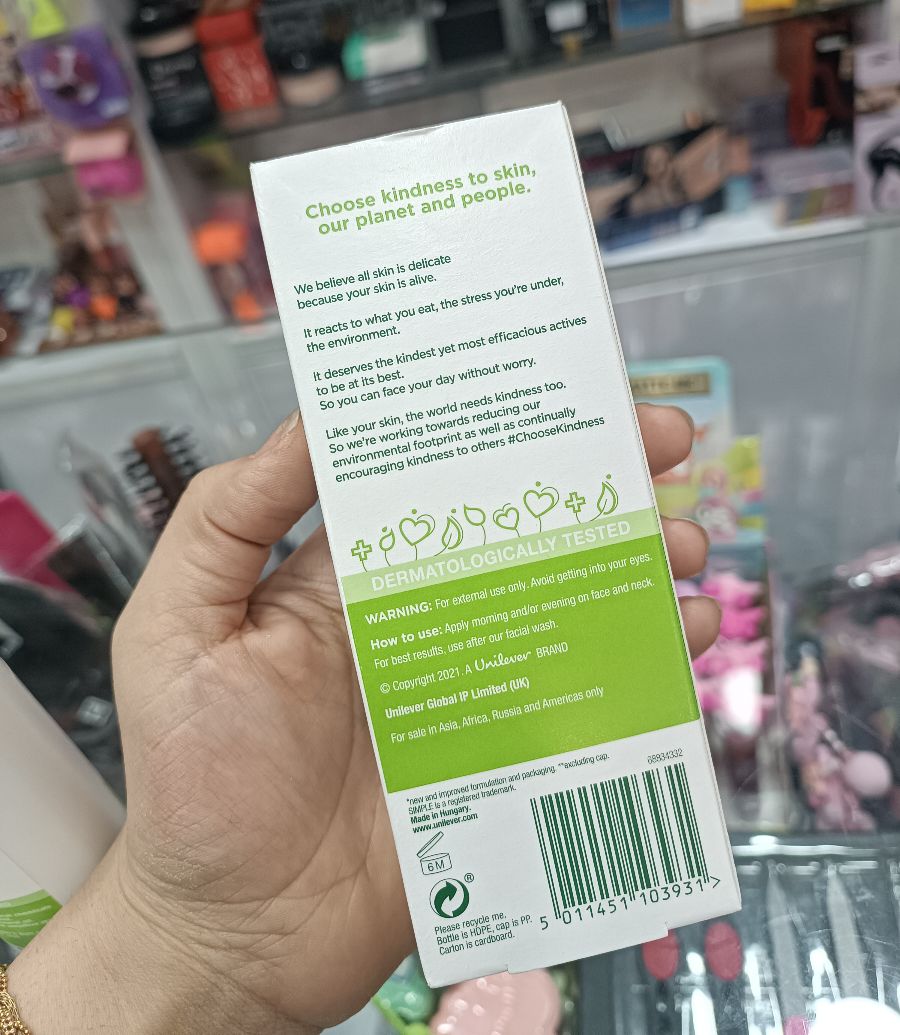 Choose kindness to skin,
our planet and people.
We believe all skin is delicate
because your skin is alive.
It reacts to what you eat, the stress you're under,
the environment.
It deserves the kindest yet most efficacious actives
to be at its best.
So you can face your day without worry.
Like your skin, the world needs kindness too.
So we're working towards reducing our
environmental footprint as well as continually
encouraging kindness to others #ChooseKindness
DERMATOLOGICALLY TESTED
WARNING: For external use only. Avoid getting into your eyes.
How to use: Apply morning and/or evening on face and neck.
For best results, use after our facial wash.
© Copyright 2021. A Unilever BRAND
Unilever Global IP Limited (UK)
For sale in Asia, Africa, Russia and Americas only
*new and improved formulation and packaging. **excluding cap.
SIMPLE is a registered trademark.
Made in Hungary.
www.unilever.com
68834332
6M
®
Please recycle me.
Bottle is HDPE, cap is PP.
Carton is cardboard.
5 011451 103931 >